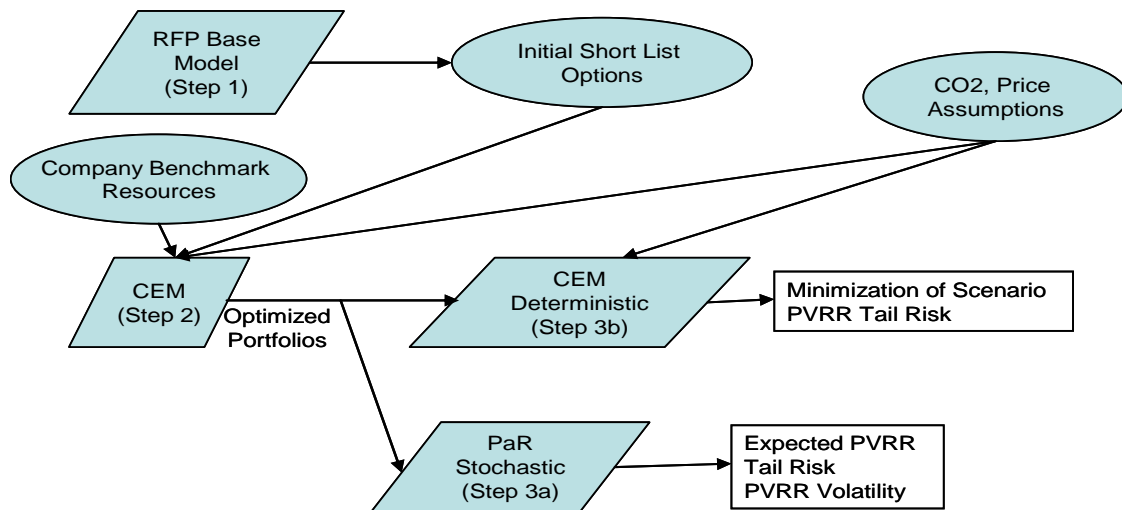 RFP Base
Model
(Step 1)
Initial Short List
Options
CO2, Price
Assumptions
Company Benchmark
Resources
CEM
(Step 2)
Optimized
Portfolios
CEM
Deterministic
(Step 3b)
Minimization of Scenario
PVRR Tail Risk
PaR
Stochastic
(Step 3a)
Expected PVRR
Tail Risk
PVRR Volatility